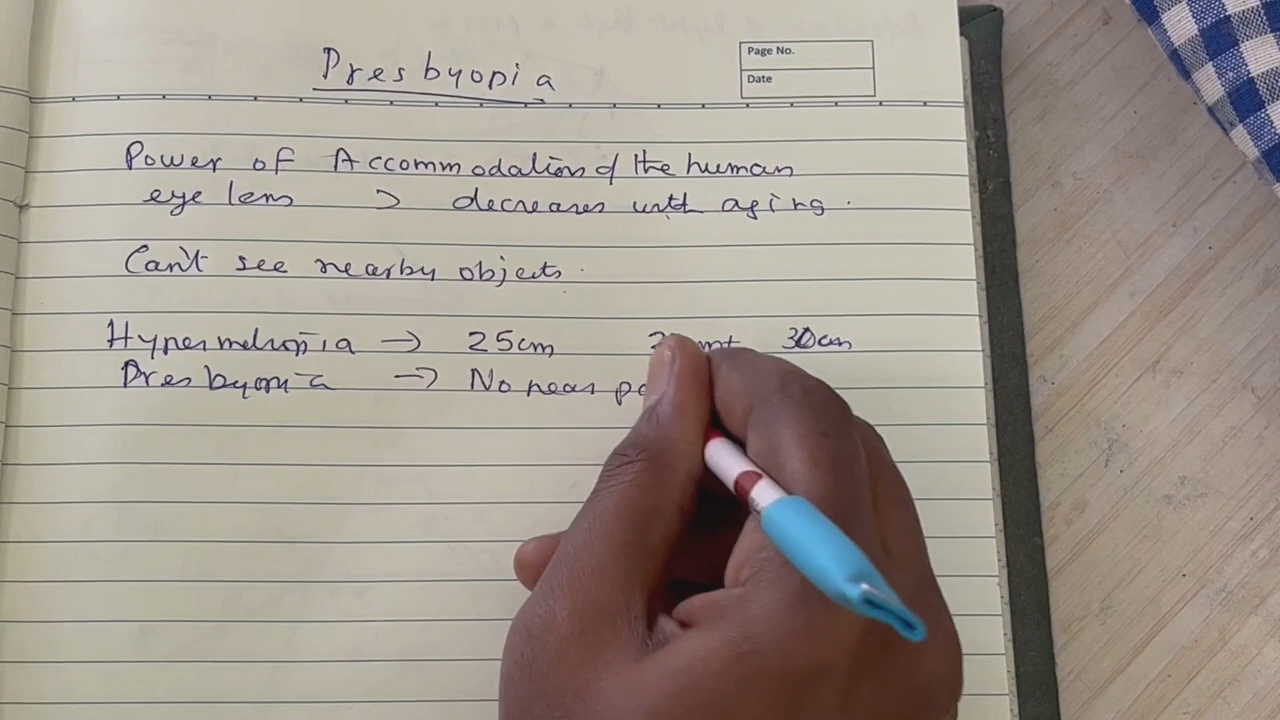 Presbyopia
Page No.
Date
Power of Accommodation of the human
eye lens > decreases with aging.
Can't see nearby objects.
Hypermetropia → 25cm 30cm
Presbyopia → No near